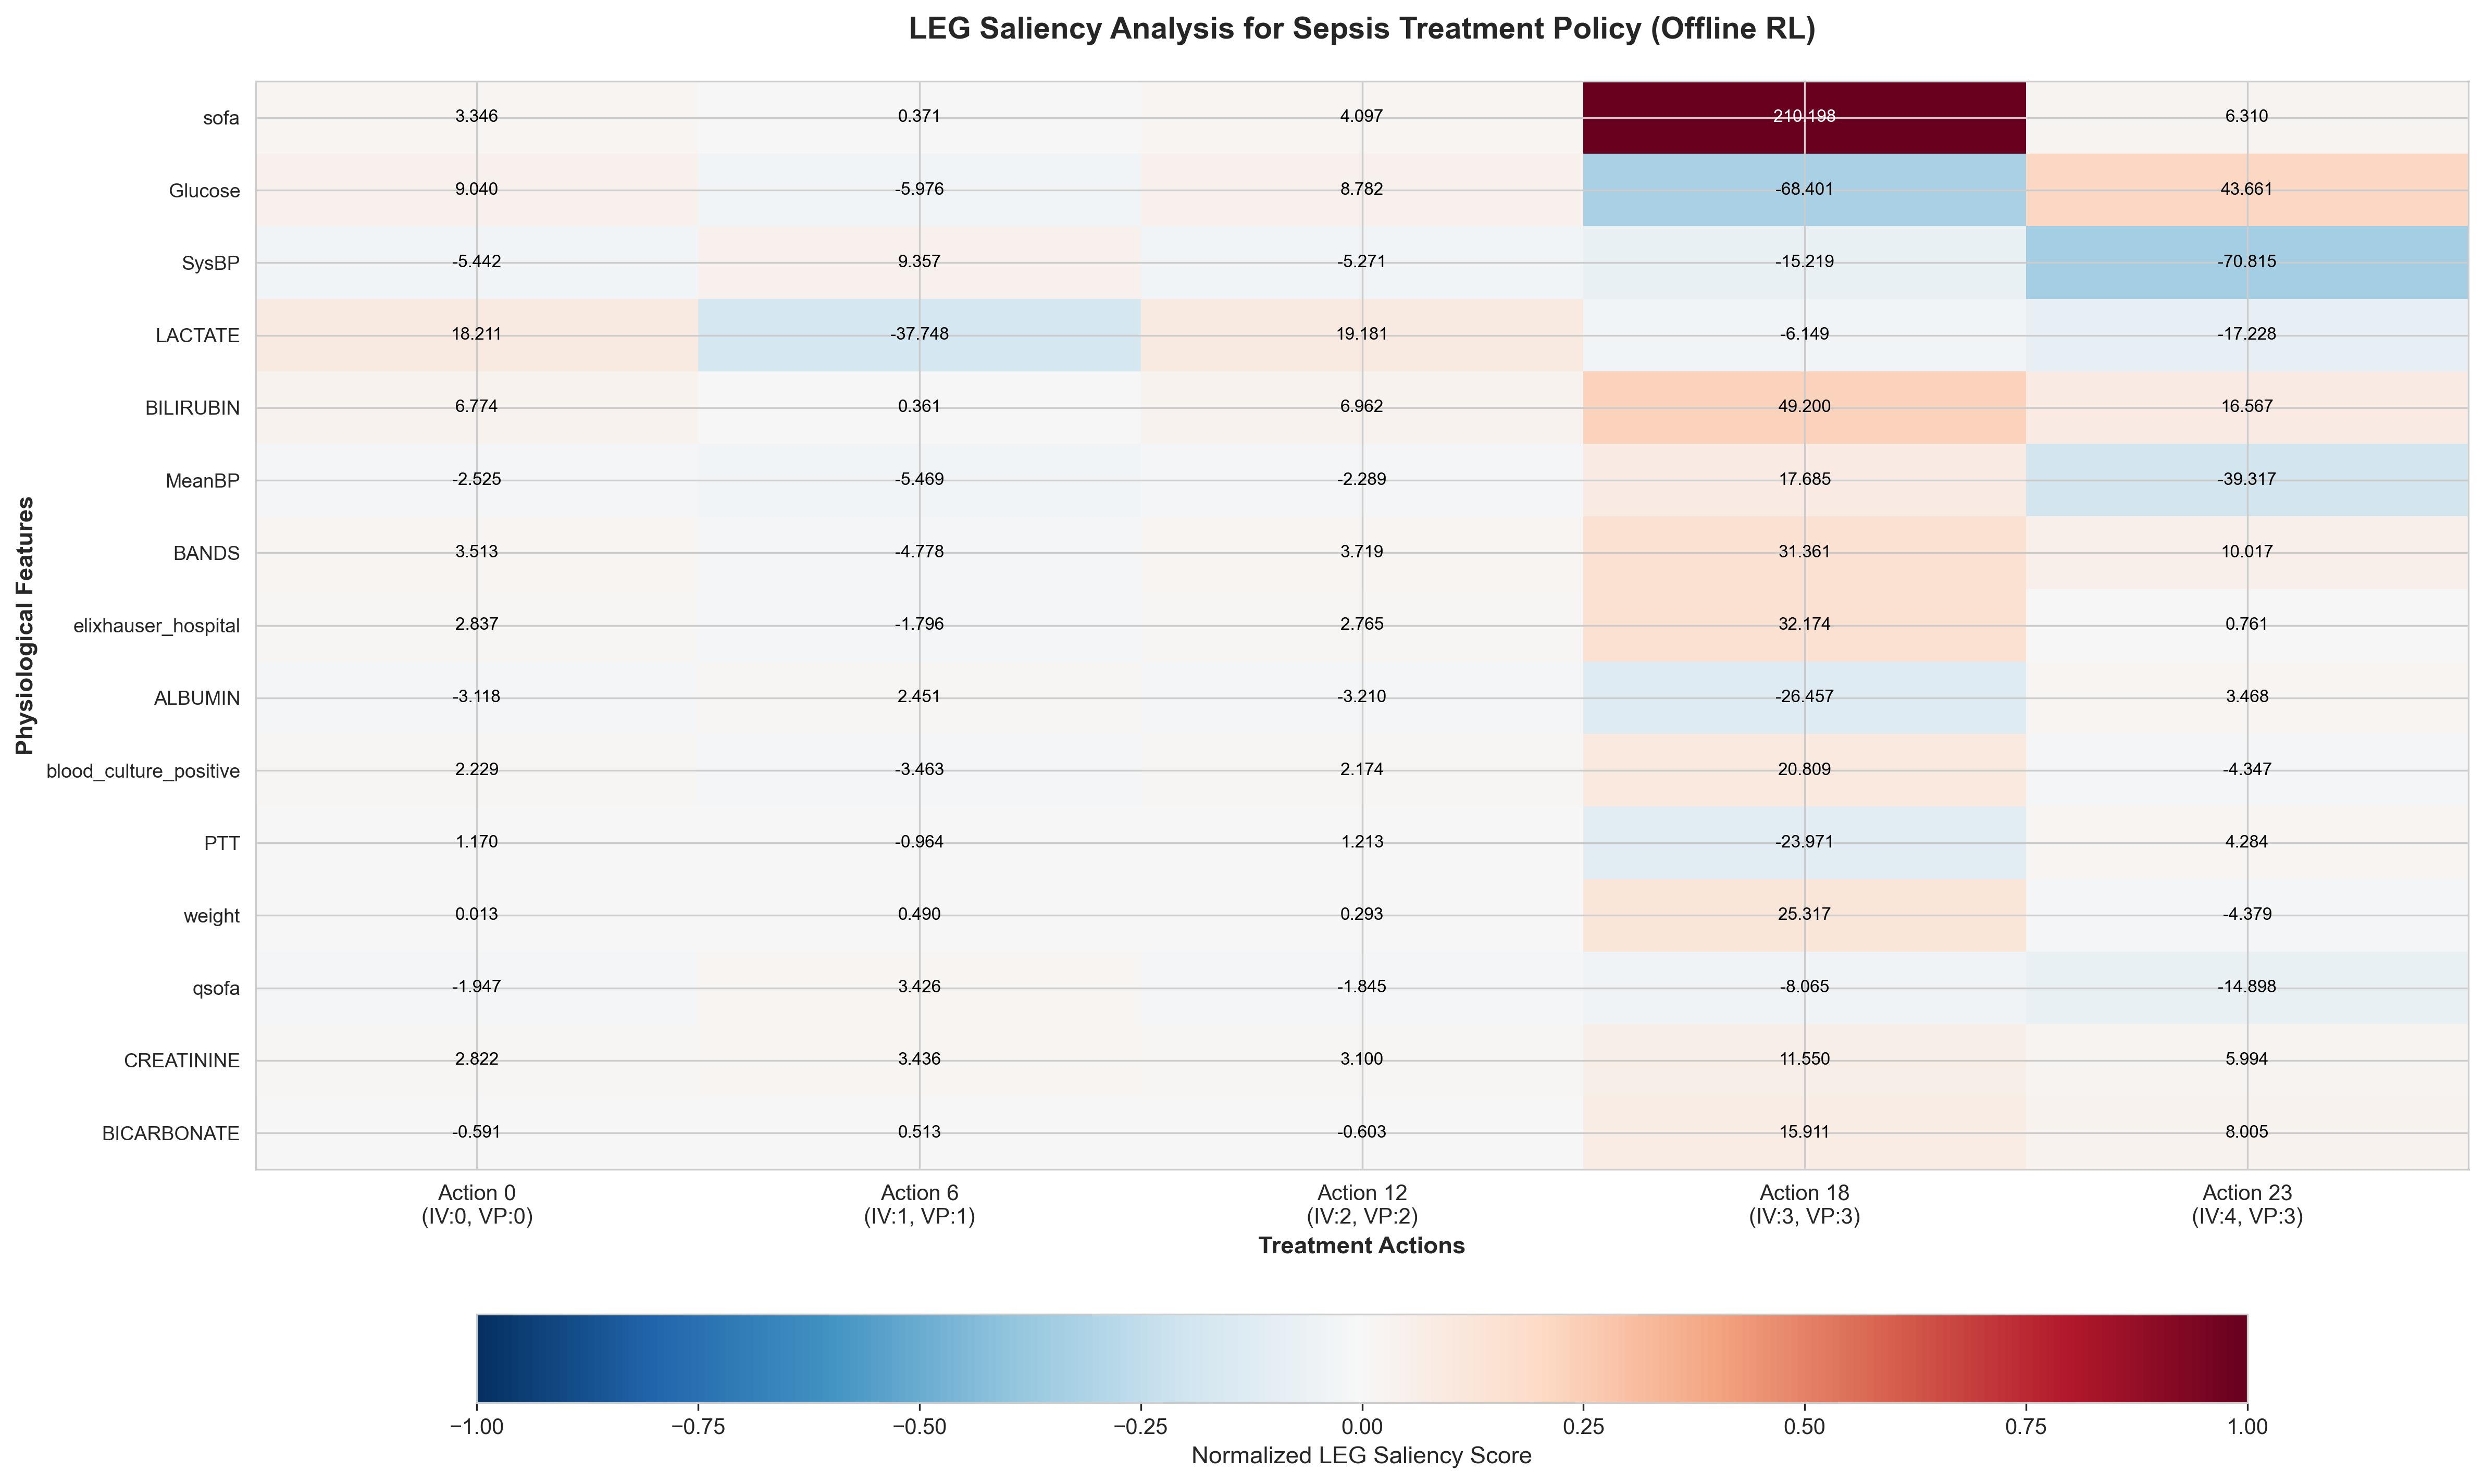 LEG Saliency Analysis for Sepsis Treatment Policy (Offline RL)
Physiological Features
sofa 3.346 0.371 4.097 210.198 6.310
Glucose 9.040 -5.976 8.782 -68.401 43.661
SysBP -5.442 9.357 -5.271 -15.219 -70.815
LACTATE 18.211 -37.748 19.181 -6.149 -17.228
BILIRUBIN 6.774 0.361 6.962 49.200 16.567
MeanBP -2.525 -5.469 -2.289 17.685 -39.317
BANDS 3.513 -4.778 3.719 31.361 10.017
elixhauser_hospital 2.837 -1.796 2.765 32.174 0.761
ALBUMIN -3.118 2.451 -3.210 -26.457 3.468
blood_culture_positive 2.229 -3.463 2.174 20.809 -4.347
PTT 1.170 -0.964 1.213 -23.971 4.284
weight 0.013 0.490 0.293 25.317 -4.379
qsofa -1.947 3.426 -1.845 -8.065 -14.898
CREATININE 2.822 3.436 3.100 11.550 5.994
BICARBONATE -0.591 0.513 -0.603 15.911 8.005
Action 0 Action 6 Action 12 Action 18 Action 23
(IV:0, VP:0) (IV:1, VP:1) (IV:2, VP:2) (IV:3, VP:3) (IV:4, VP:3)
Treatment Actions
−1.00 −0.75 −0.50 −0.25 0.00 0.25 0.50 0.75 1.00
Normalized LEG Saliency Score